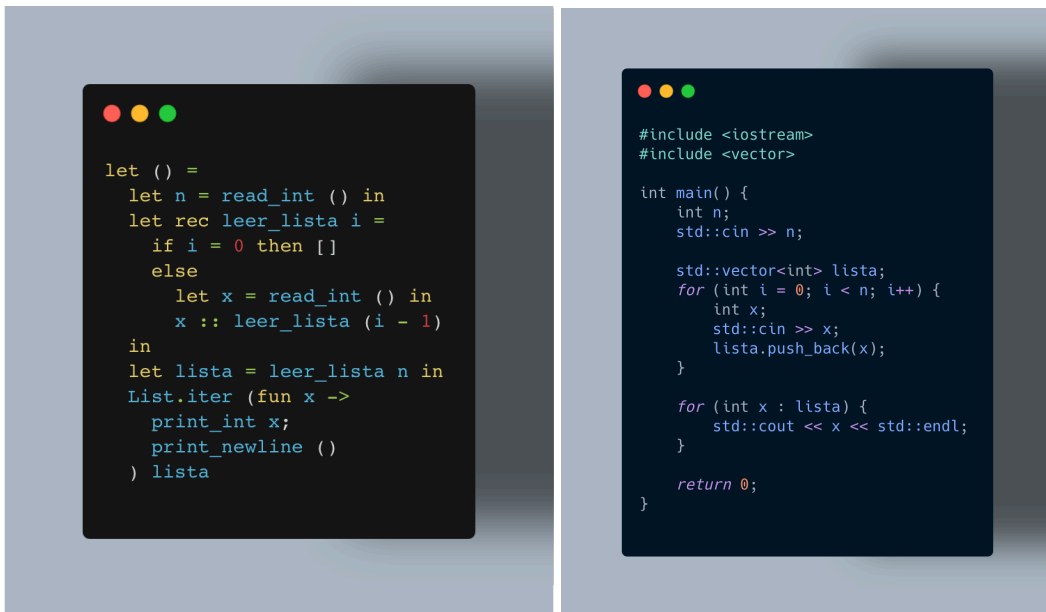 let () =
  let n = read_int () in
  let rec leer_lista i =
    if i = 0 then []
    else
      let x = read_int () in
      x :: leer_lista (i - 1)
  in
  let lista = leer_lista n in
  List.iter (fun x ->
    print_int x;
    print_newline ()
  ) lista
#include <iostream>
#include <vector>
int main() {
    int n;
    std::cin >> n;
    std::vector<int> lista;
    for (int i = 0; i < n; i++) {
        int x;
        std::cin >> x;
        lista.push_back(x);
    }
    for (int x : lista) {
        std::cout << x << std::endl;
    }
    return 0;
}